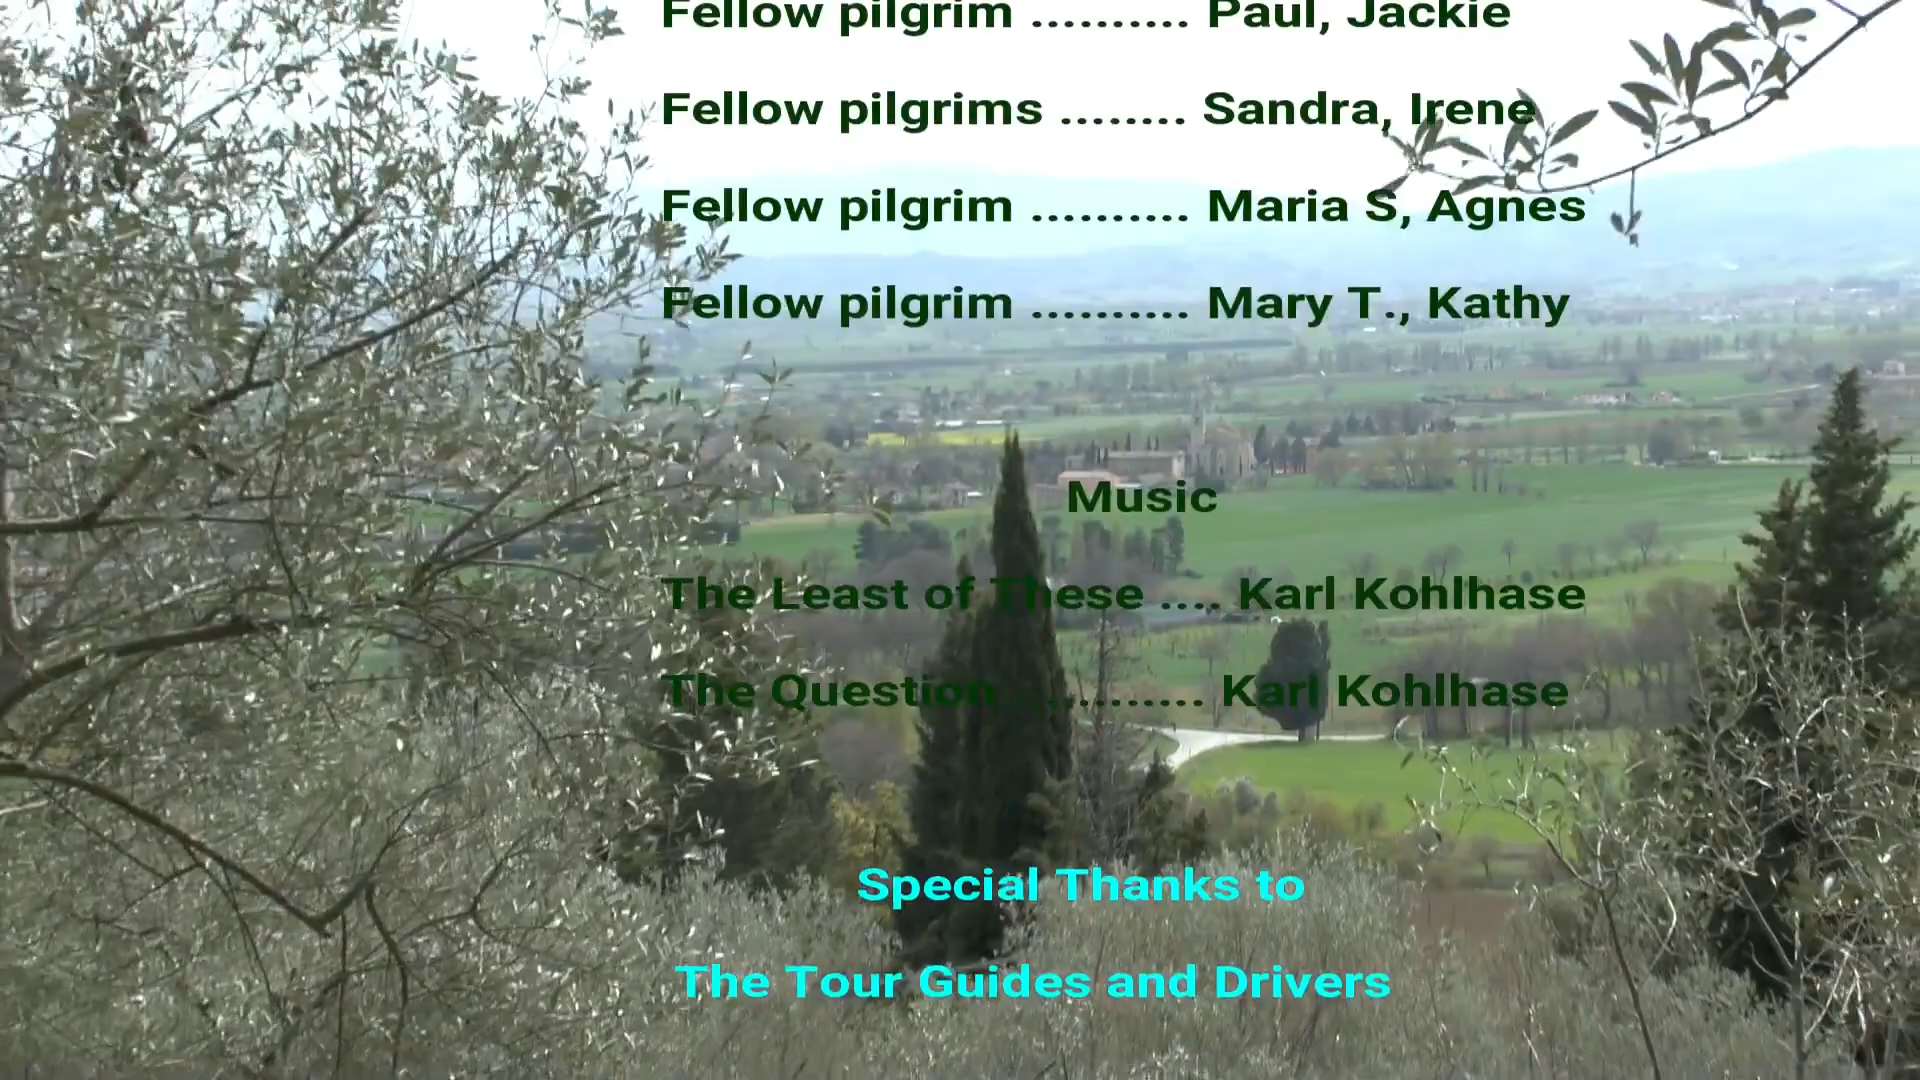 Fellow pilgrim .......... Paul, Jackie
Fellow pilgrims ........ Sandra, Irene
Fellow pilgrim .......... Maria S, Agnes
Fellow pilgrim .......... Mary T., Kathy
Music
The Least of These .... Karl Kohlhase
The Question ............ Karl Kohlhase
Special Thanks to
The Tour Guides and Drivers